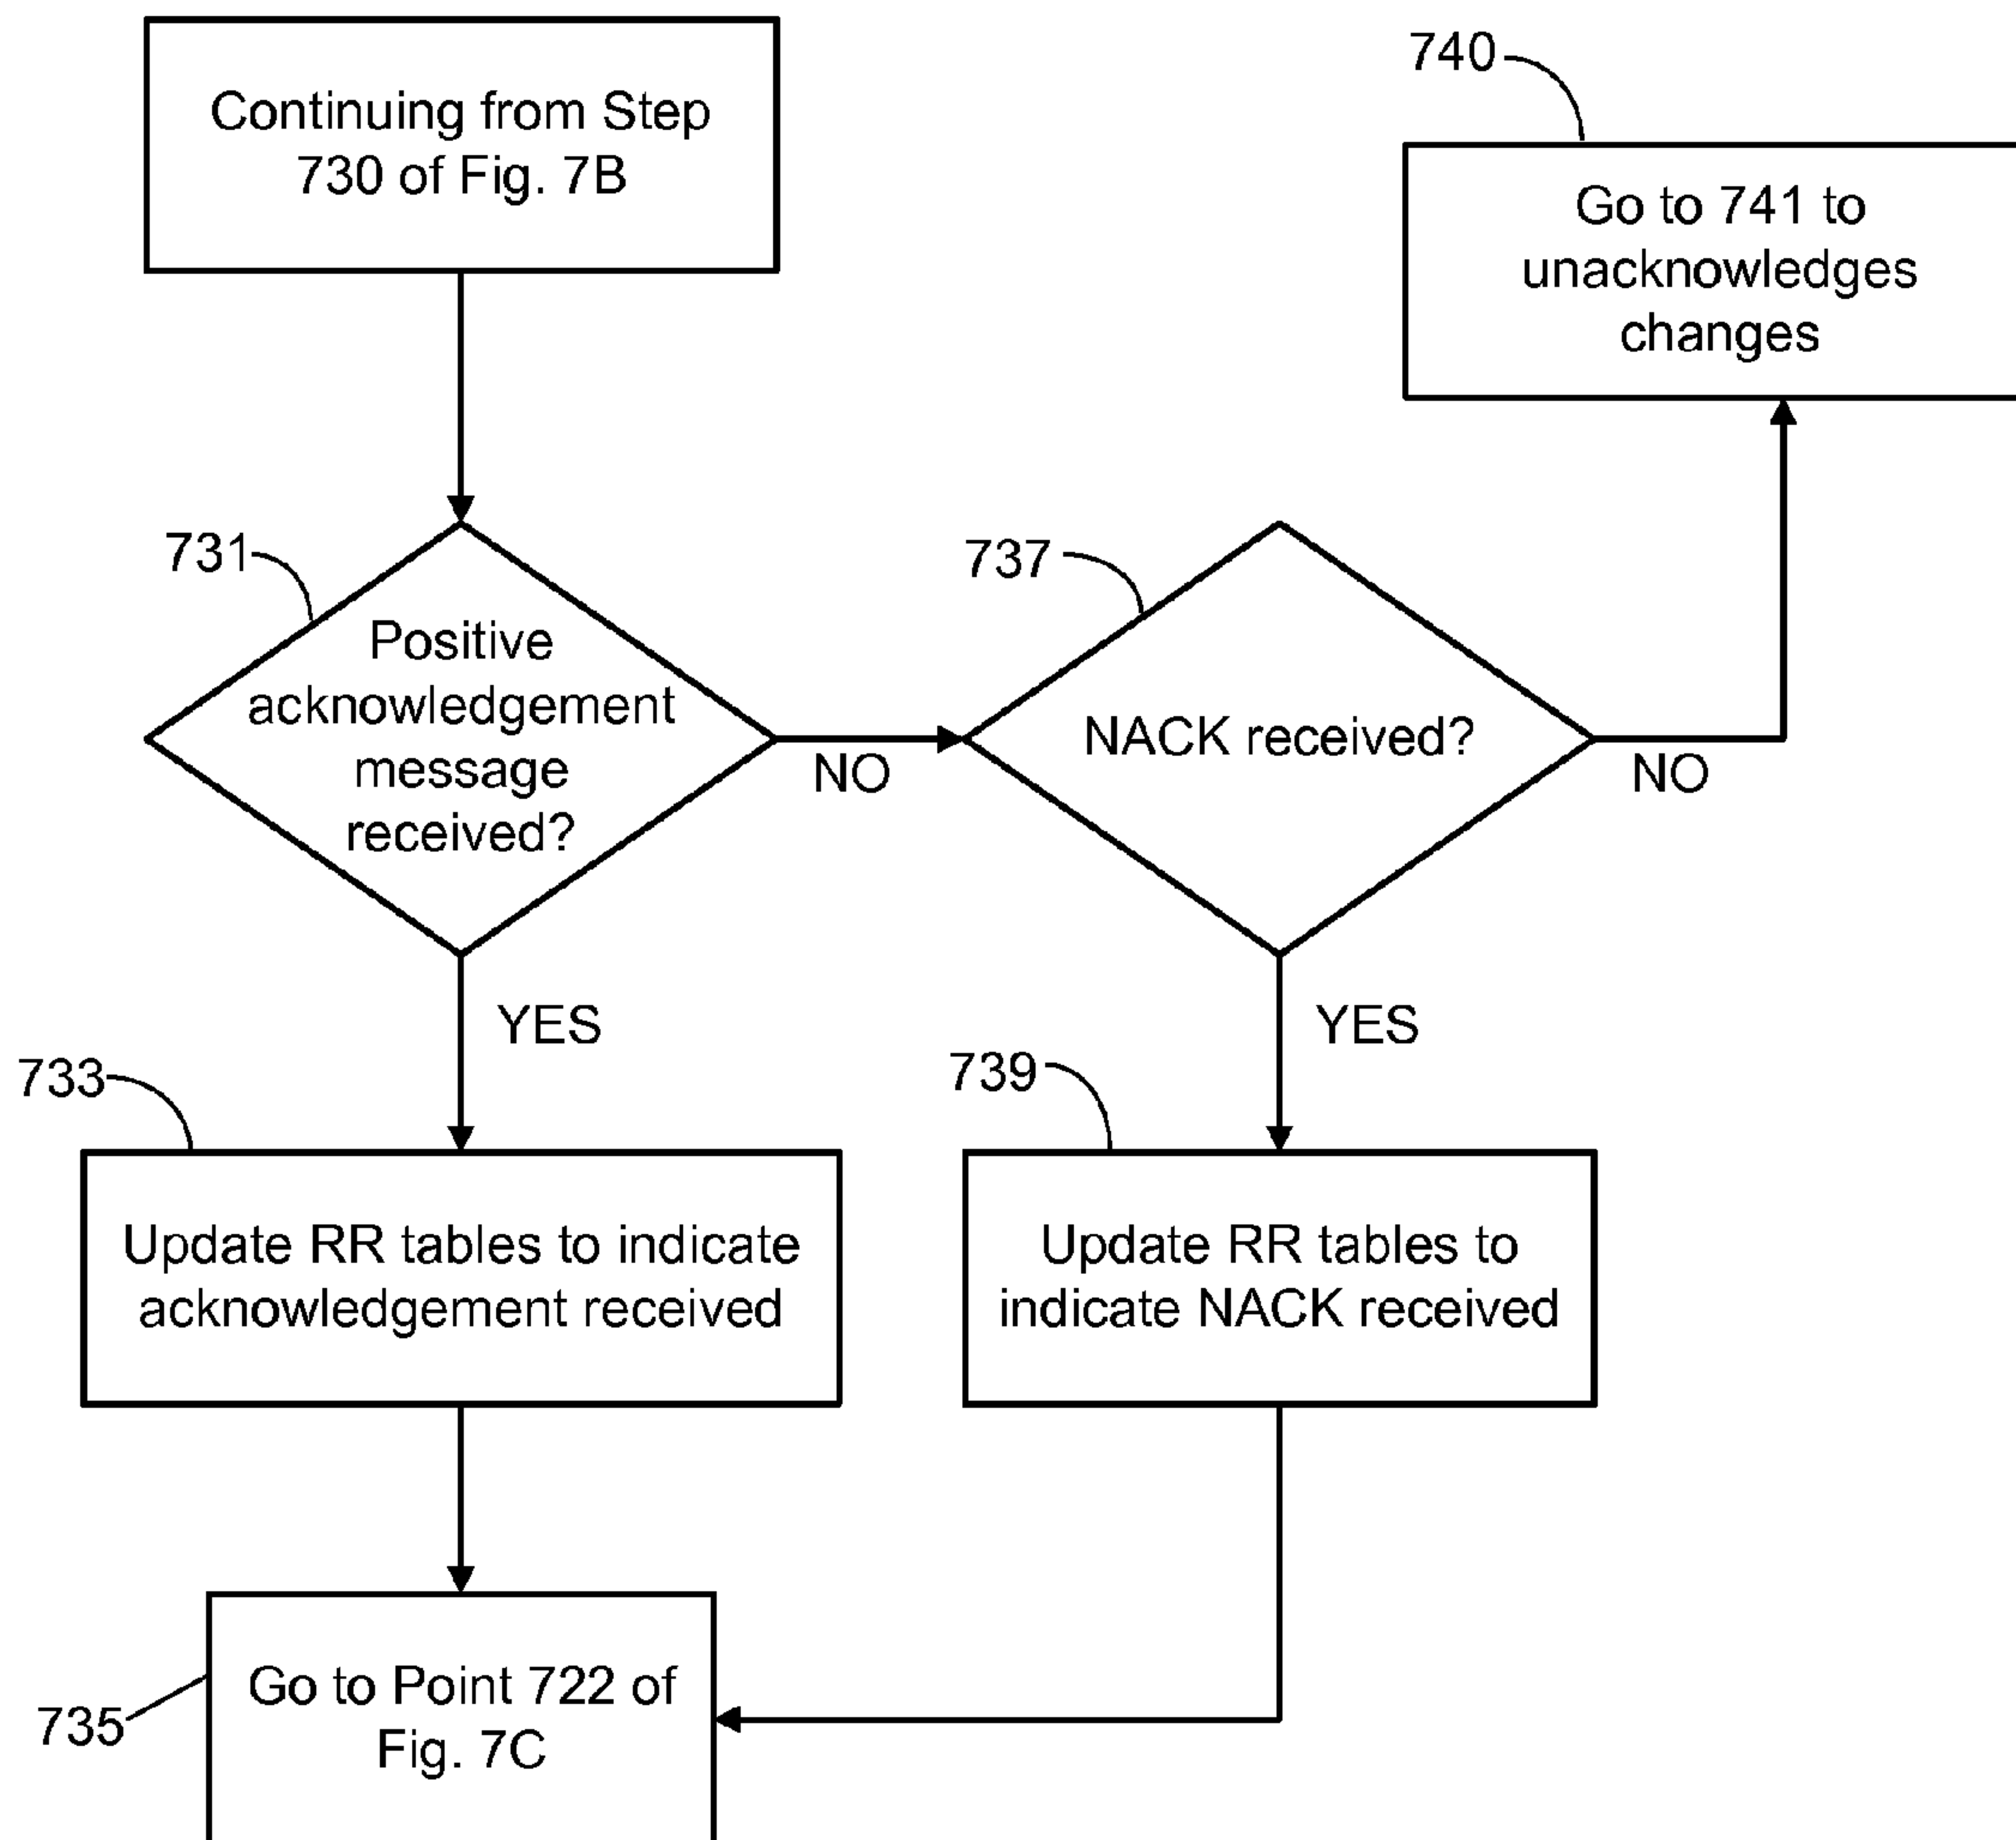 Continuing from Step
730 of Fig. 7B
740
Go to 741 to
unacknowledges
changes
731
Positive
acknowledgement
message
received?
NO
737
NACK received?
NO
YES
YES
733
Update RR tables to indicate
acknowledgement received
739
Update RR tables to
indicate NACK received
735
Go to Point 722 of
Fig. 7C